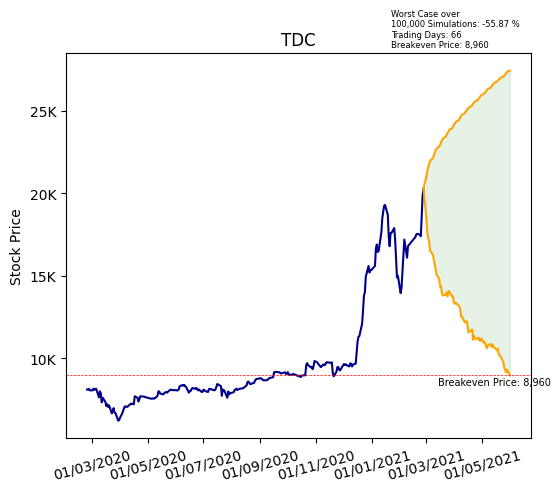 Worst Case over
100,000 Simulations: -55.87 %
Trading Days: 66
Breakeven Price: 8,960
TDC
Stock Price
25K
20K
15K
10K
Breakeven Price: 8,960
01/03/2020
01/05/2020
01/07/2020
01/09/2020
01/11/2020
01/01/2021
01/03/2021
01/05/2021